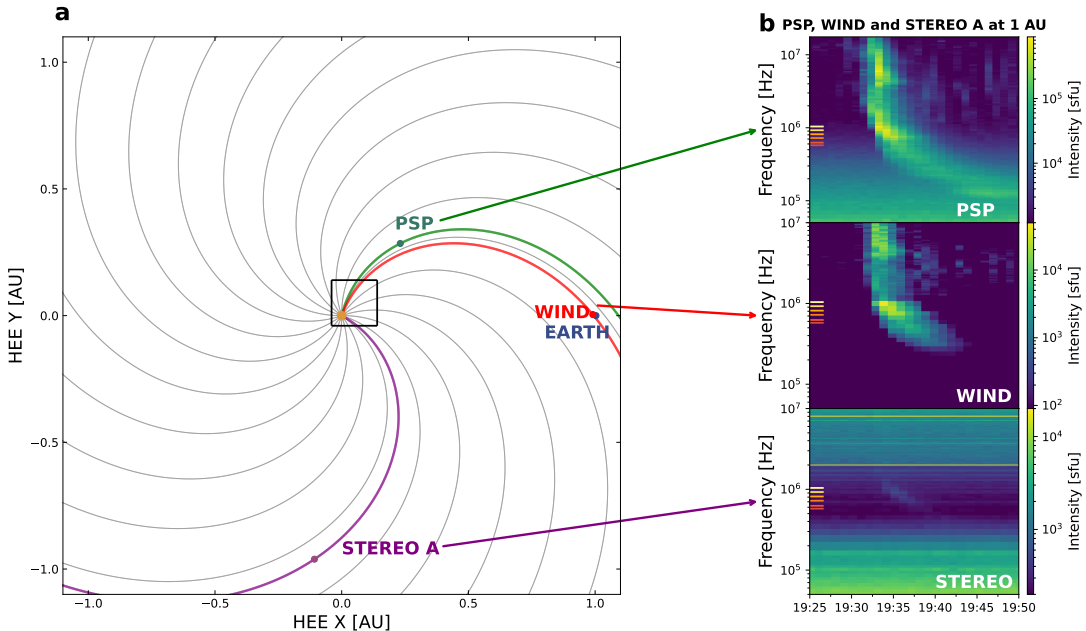 a
HEE Y [AU]
1.0
0.5
0.0
−0.5
−1.0
PSP
WIND
EARTH
STEREO A
−1.0 −0.5 0.0 0.5 1.0
HEE X [AU]
b PSP, WIND and STEREO A at 1 AU
Frequency [Hz]
10⁷
10⁶
10⁵
PSP
10⁵
10⁴
Intensity [sfu]
Frequency [Hz]
10⁷
10⁶
10⁵
WIND
10⁴
10³
10²
Intensity [sfu]
Frequency [Hz]
10⁷
10⁶
10⁵
STEREO
10⁴
10³
Intensity [sfu]
19:25 19:30 19:35 19:40 19:45 19:50